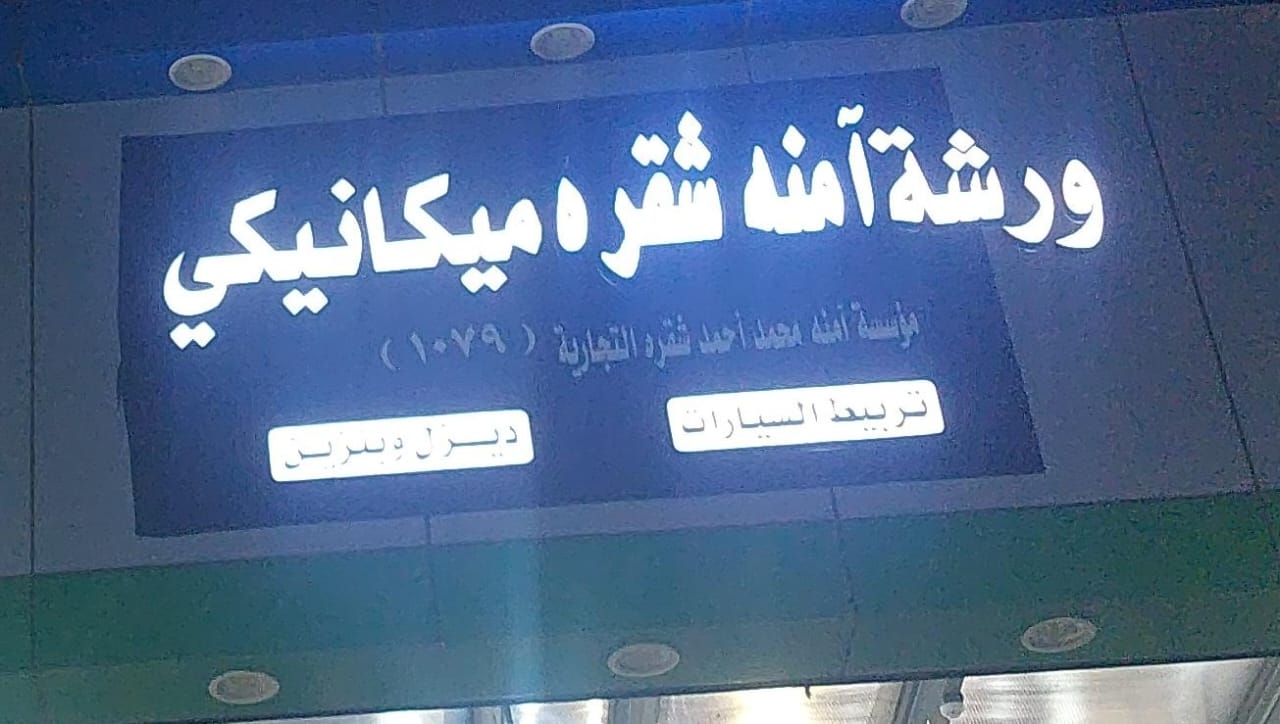 ورشة آمنه شقره ميكانيكي
مؤسسة آمنه محمد أحمد شقره التجارية ( ١٠٧٩ )
تربيط السيارات
ديزل وبنزين